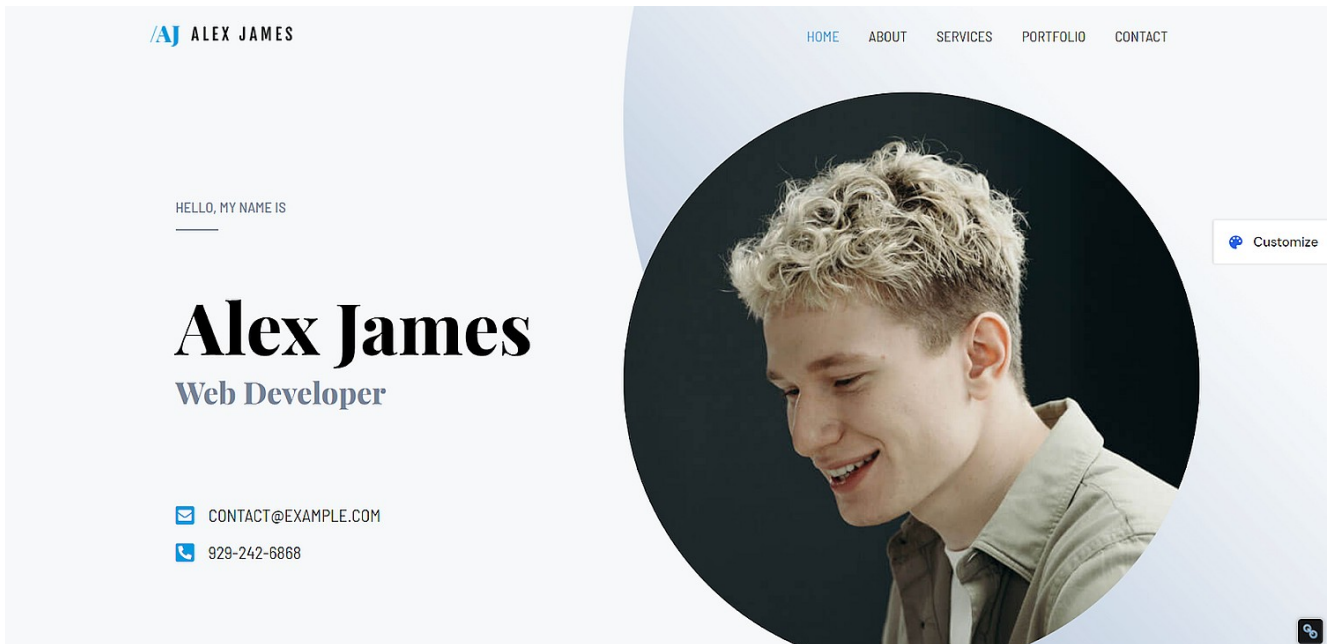 /AJ ALEX JAMES
HOME ABOUT SERVICES PORTFOLIO CONTACT
HELLO, MY NAME IS
Customize
Alex James
Web Developer
CONTACT@EXAMPLE.COM
929-242-6868